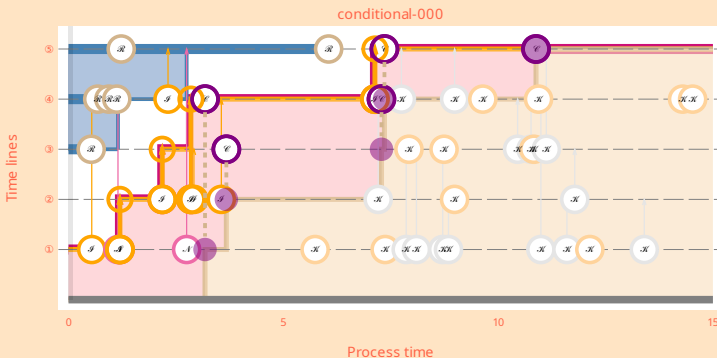 conditional-000
Time lines
⑤
ℛ ℛ ℐ 𝒞 𝒞
④
ℛ ℛ ℛ ℐ 𝒞 ℐ 𝒞 𝒦 𝒦 𝒦 𝒦 𝒦 𝒦
③
ℛ 𝒞 𝒦 𝒦 𝒦 𝒦 𝒦
②
ℐ ℐ 𝒦 𝒦 𝒦
①
ℐ 𝒩 𝒩 𝒦 𝒦 𝒦 𝒦 𝒦 𝒦 𝒦 𝒦 𝒦 𝒦
0 5 10 15
Process time